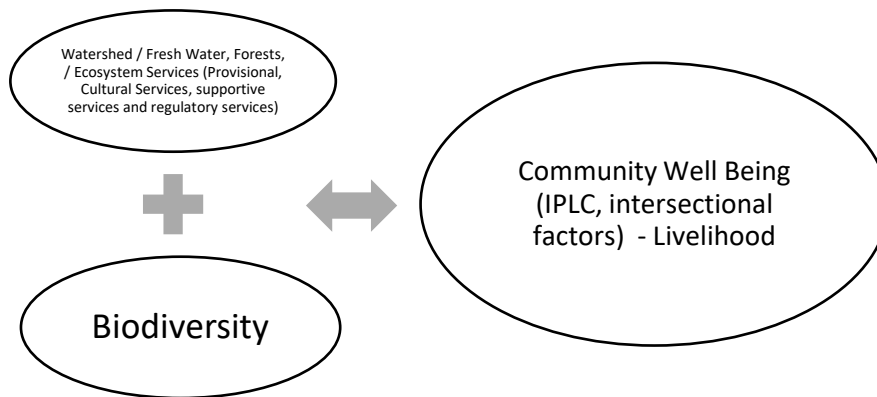 Watershed / Fresh Water, Forests,
/ Ecosystem Services (Provisional,
Cultural Services, supportive
services and regulatory services)
Biodiversity
Community Well Being
(IPLC, intersectional
factors)  - Livelihood